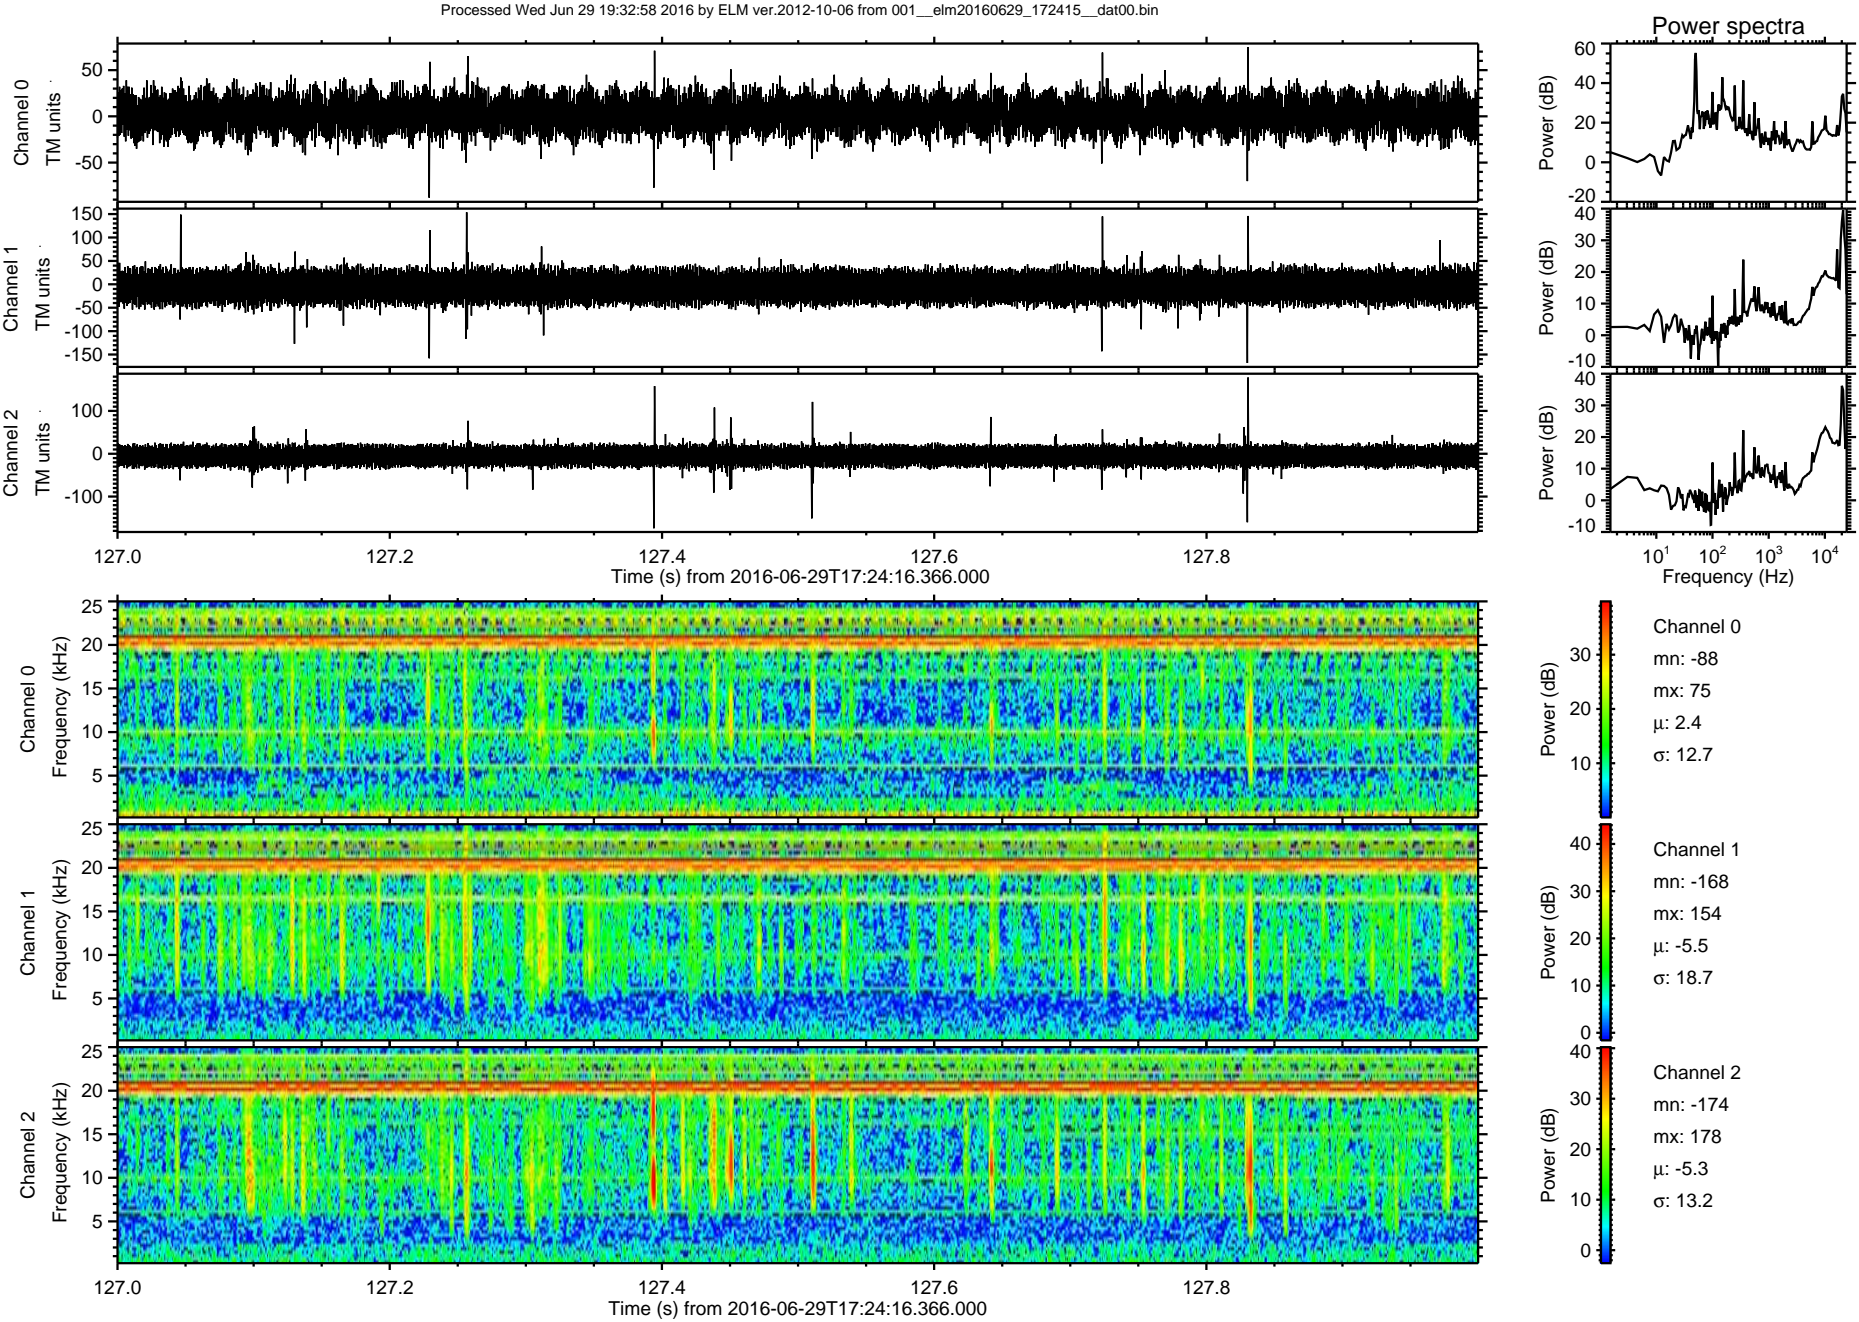 Processed Wed Jun 29 19:32:58 2016 by ELM ver.2012-10-06 from 001__elm20160629_172415__dat00.bin
Power spectra
Channel 0
TM units
50
0
-50
Power (dB)
60
40
20
0
-20
Channel 1
TM units
150
100
50
0
-50
-100
-150
Power (dB)
40
30
20
10
0
-10
Channel 2
TM units
100
0
-100
Power (dB)
40
30
20
10
0
-10
127.0 127.2 127.4 127.6 127.8
Time (s) from 2016-06-29T17:24:16.366.000
10¹ 10² 10³ 10⁴
Frequency (Hz)
Channel 0
Frequency (kHz)
25
20
15
10
5
Power (dB)
30
20
10
Channel 0
mn: -88
mx: 75
μ: 2.4
σ: 12.7
Channel 1
Frequency (kHz)
25
20
15
10
5
Power (dB)
40
30
20
10
0
Channel 1
mn: -168
mx: 154
μ: -5.5
σ: 18.7
Channel 2
Frequency (kHz)
25
20
15
10
5
Power (dB)
40
30
20
10
0
Channel 2
mn: -174
mx: 178
μ: -5.3
σ: 13.2
127.0 127.2 127.4 127.6 127.8
Time (s) from 2016-06-29T17:24:16.366.000